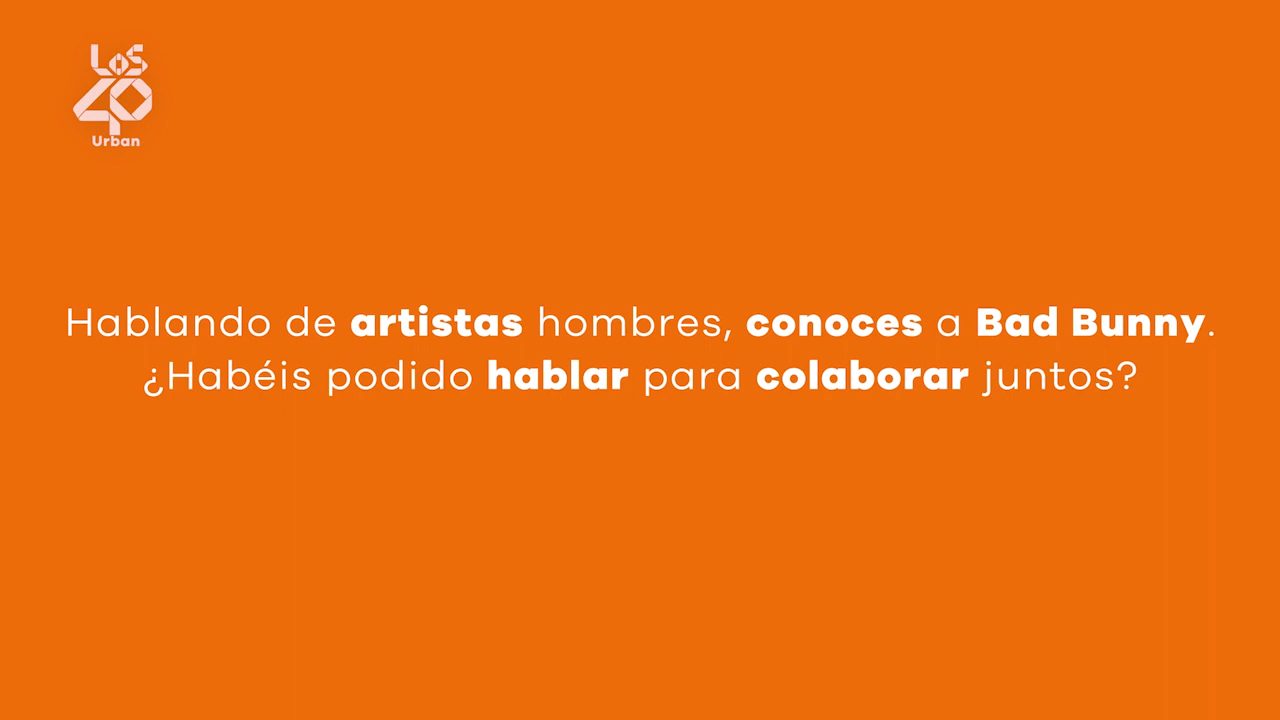 Los
40
Urban
Hablando de artistas hombres, conoces a Bad Bunny.
¿Habéis podido hablar para colaborar juntos?